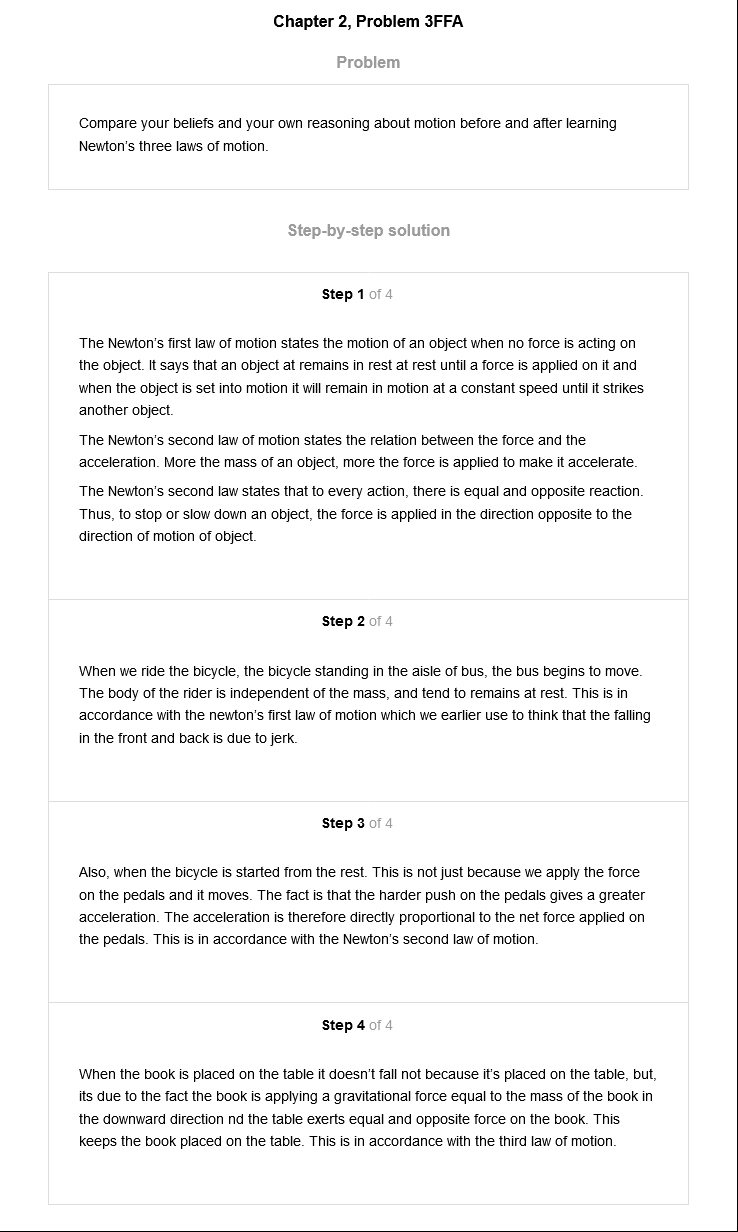 Chapter 2, Problem 3FFA
Problem
Compare your beliefs and your own reasoning about motion before and after learning
Newton's three laws of motion.
Step-by-step solution
Step 1 of 4
The Newton's first law of motion states the motion of an object when no force is acting on
the object. It says that an object at remains in rest at rest until a force is applied on it and
when the object is set into motion it will remain in motion at a constant speed until it strikes
another object.
The Newton's second law of motion states the relation between the force and the
acceleration. More the mass of an object, more the force is applied to make it accelerate.
The Newton's second law states that to every action, there is equal and opposite reaction.
Thus, to stop or slow down an object, the force is applied in the direction opposite to the
direction of motion of object.
Step 2 of 4
When we ride the bicycle, the bicycle standing in the aisle of bus, the bus begins to move.
The body of the rider is independent of the mass, and tend to remains at rest. This is in
accordance with the newton's first law of motion which we earlier use to think that the falling
in the front and back is due to jerk.
Step 3 of 4
Also, when the bicycle is started from the rest. This is not just because we apply the force
on the pedals and it moves. The fact is that the harder push on the pedals gives a greater
acceleration. The acceleration is therefore directly proportional to the net force applied on
the pedals. This is in accordance with the Newton's second law of motion.
Step 4 of 4
When the book is placed on the table it doesn't fall not because it's placed on the table, but,
its due to the fact the book is applying a gravitational force equal to the mass of the book in
the downward direction nd the table exerts equal and opposite force on the book. This
keeps the book placed on the table. This is in accordance with the third law of motion.